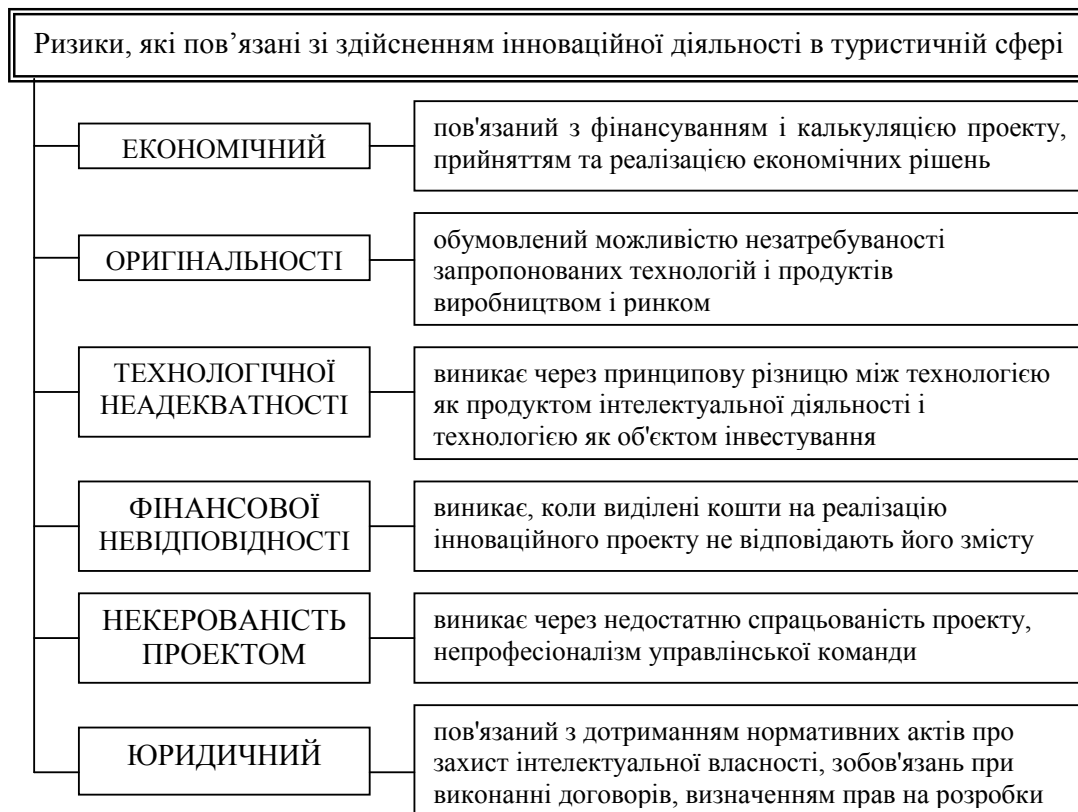 Ризики, які пов’язані зі здійсненням інноваційної діяльності в туристичній сфері
ЕКОНОМІЧНИЙ
пов'язаний з фінансуванням і калькуляцією проекту,
прийняттям та реалізацією економічних рішень
ОРИГІНАЛЬНОСТІ
обумовлений можливістю незатребуваності
запропонованих технологій і продуктів
виробництвом і ринком
ТЕХНОЛОГІЧНОЇ
НЕАДЕКВАТНОСТІ
виникає через принципову різницю між технологією
як продуктом інтелектуальної діяльності і
технологією як об'єктом інвестування
ФІНАНСОВОЇ
НЕВІДПОВІДНОСТІ
виникає, коли виділені кошти на реалізацію
інноваційного проекту не відповідають його змісту
НЕКЕРОВАНІСТЬ
ПРОЕКТОМ
виникає через недостатню спрацьованість проекту,
непрофесіоналізм управлінської команди
ЮРИДИЧНИЙ
пов'язаний з дотриманням нормативних актів про
захист інтелектуальної власності, зобов'язань при
виконанні договорів, визначенням прав на розробки